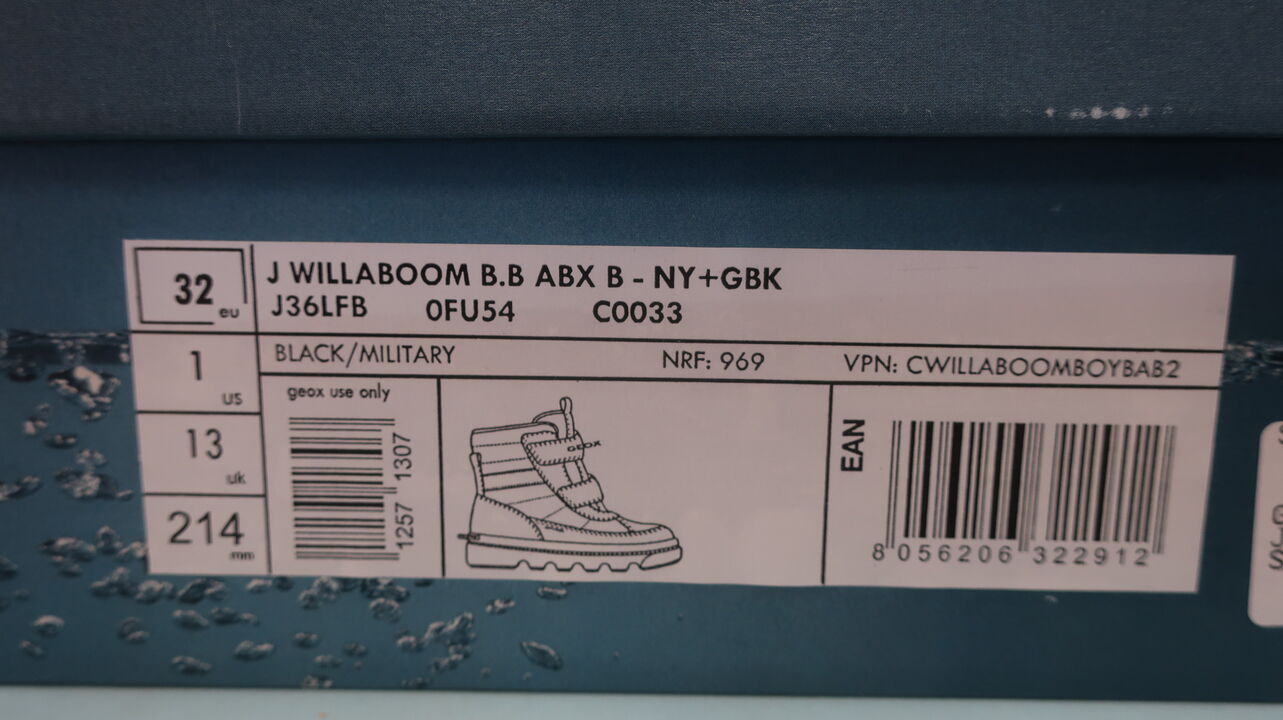 32 eu
J WILLABOOM B.B ABX B - NY+GBK
J36LFB 0FU54 C0033
1 us
BLACK/MILITARY NRF: 969 VPN: CWILLABOOMBOYBAB2
13 uk
214 mm
geox use only
1257 1307
GEOX
EAN
8 056206 322912